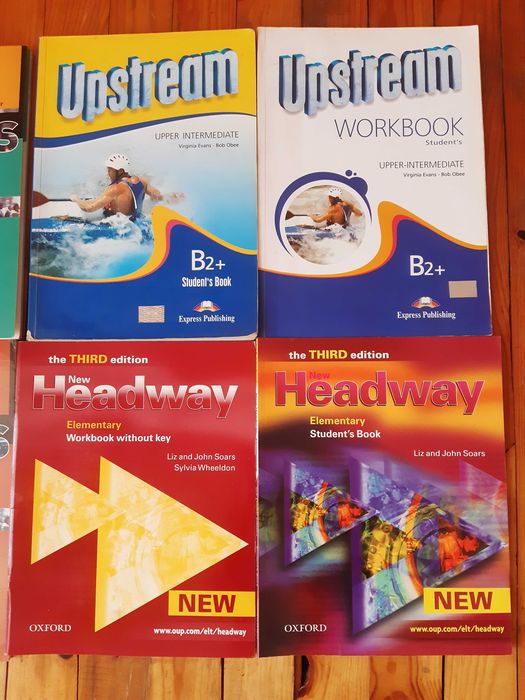 Upstream
UPPER INTERMEDIATE
Virginia Evans - Bob Obee
B2+
Student's Book
Express Publishing
Upstream
WORKBOOK
Student's
UPPER-INTERMEDIATE
Virginia Evans - Bob Obee
B2+
Express Publishing
the THIRD edition
New
Headway
Elementary
Workbook without key
Liz and John Soars
Sylvia Wheeldon
NEW
OXFORD
www.oup.com/elt/headway
the THIRD edition
New
Headway
Elementary
Student's Book
Liz and John Soars
NEW
OXFORD
www.oup.com/elt/headway